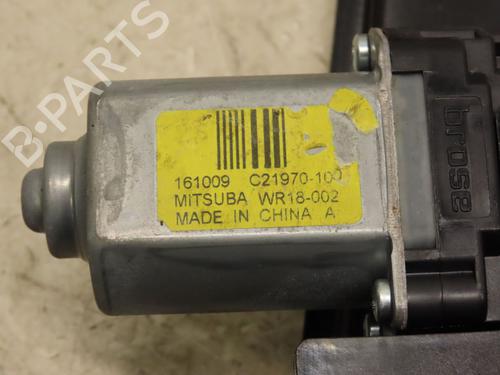 161009 C21970-100
MITSUBA WR18-002
MADE IN CHINA A
brose
B-PARTS